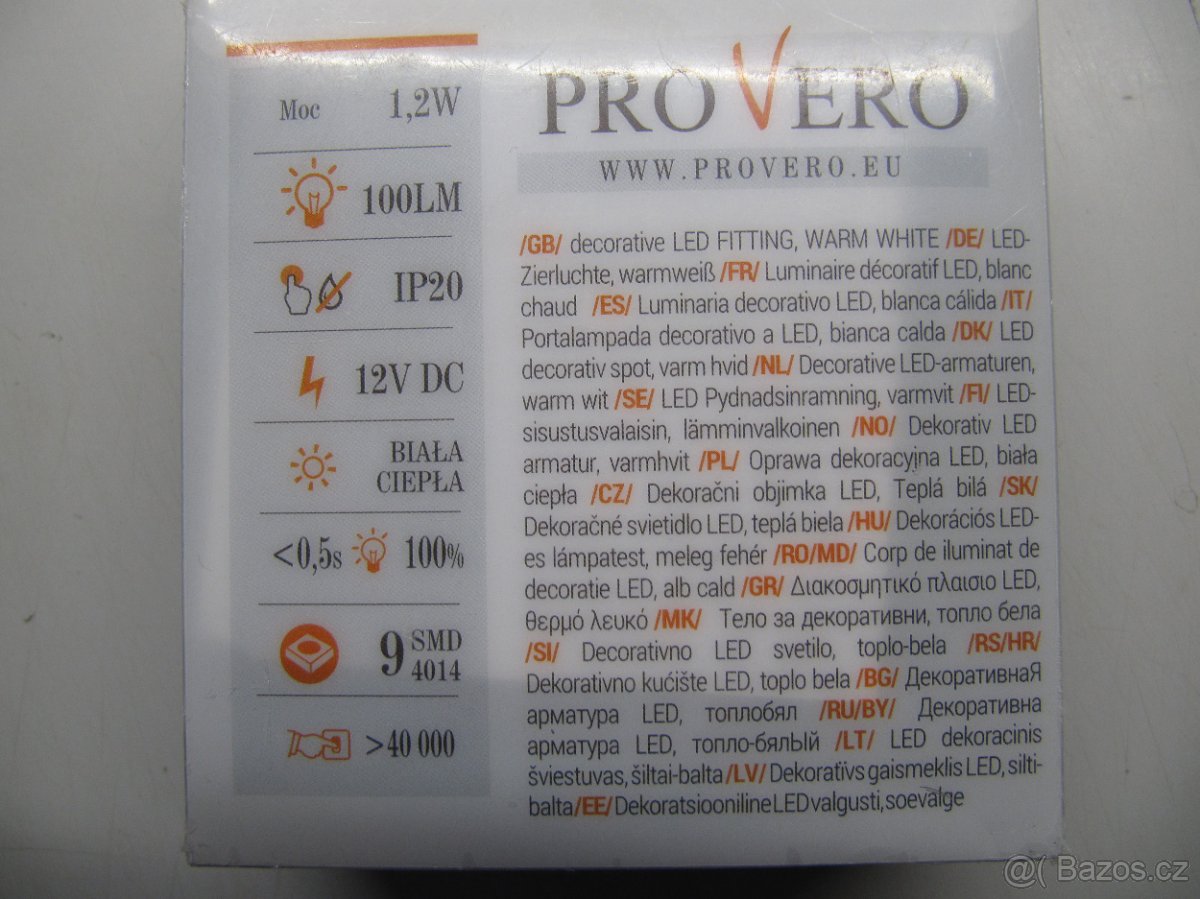 Moc 1,2W
100LM
IP20
12V DC
BIAŁA
CIEPŁA
<0,5s 100%
9 SMD
4014
>40 000
PROVERO
WWW.PROVERO.EU
/GB/ decorative LED FITTING, WARM WHITE /DE/ LED-
Zierluchte, warmweiß /FR/ Luminaire décoratif LED, blanc
chaud /ES/ Luminaria decorativo LED, blanca cálida /IT/
Portalampada decorativo a LED, bianca calda /DK/ LED
decorativ spot, varm hvid /NL/ Decorative LED-armaturen,
warm wit /SE/ LED Pydnadsinramning, varmvit /FI/ LED-
sisustusvalaisin, lämminvalkoinen /NO/ Dekorativ LED
armatur, varmhvit /PL/ Oprawa dekoracyjna LED, biała
ciepła /CZ/ Dekoračni objimka LED, Teplá bilá /SK/
Dekoračné svietidlo LED, teplá biela /HU/ Dekorációs LED-
es lámpatest, meleg fehér /RO/MD/ Corp de iluminat de
decoratie LED, alb cald /GR/ Διακοσμητικό πλαισιο LED,
θερμό λευκό /MK/ Тело за декоративни, топло бела
/SI/ Decorativno LED svetilo, toplo-bela /RS/HR/
Dekorativno kućište LED, toplo bela /BG/ ДекоративнаЯ
арматура LED, топлобял /RU/BY/ Декоративна
арматура LED, топло-бялЫй /LT/ LED dekoracinis
šviestuvas, šiltai-balta /LV/ Dekoratīvs gaismeklis LED, silti-
balta /EE/ Dekoratsiooniline LED valgusti, soevalge
@( Bazos.cz